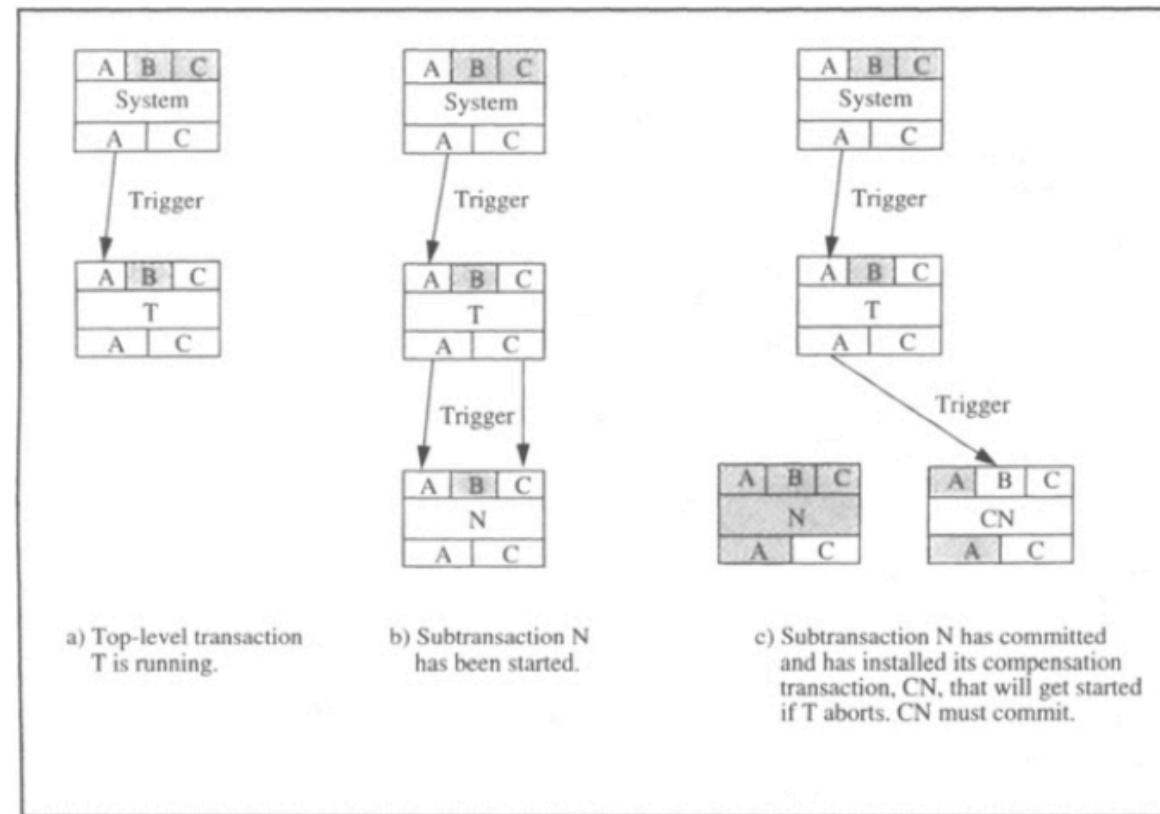 A B C
System
A C
Trigger
A B C
T
A C
a) Top-level transaction
T is running.
A B C
System
A C
Trigger
A B C
T
A C
Trigger
A B C
N
A C
b) Subtransaction N
has been started.
A B C
System
A C
Trigger
A B C
T
A C
Trigger
A B C
N
A C
A B C
CN
A C
c) Subtransaction N has committed
and has installed its compensation
transaction, CN, that will get started
if T aborts. CN must commit.